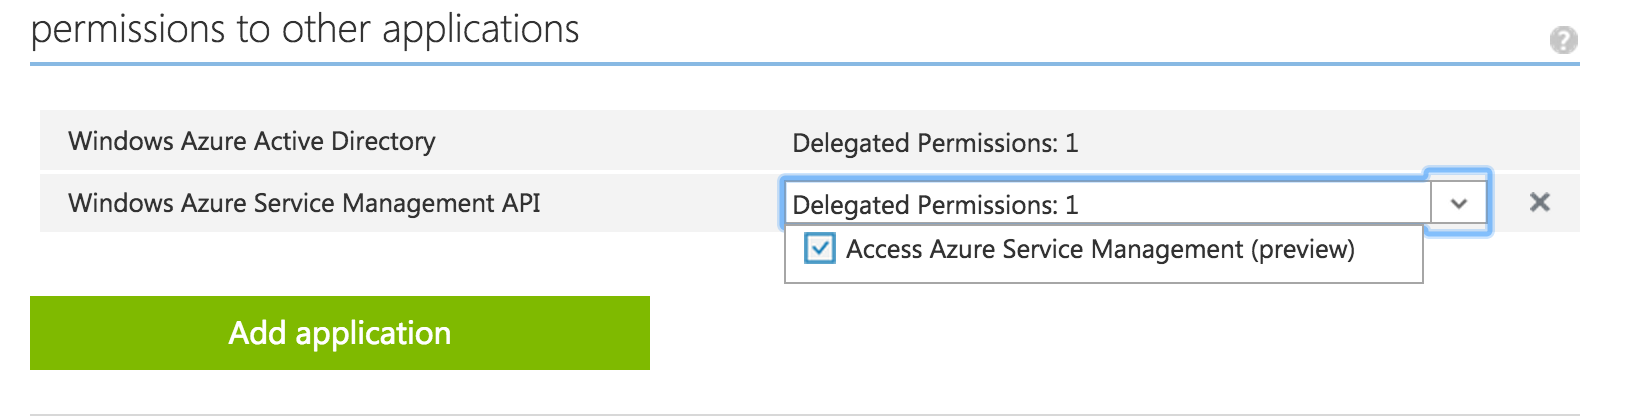 permissions to other applications
?
Windows Azure Active Directory Delegated Permissions: 1
Windows Azure Service Management API Delegated Permissions: 1
Access Azure Service Management (preview)
Add application